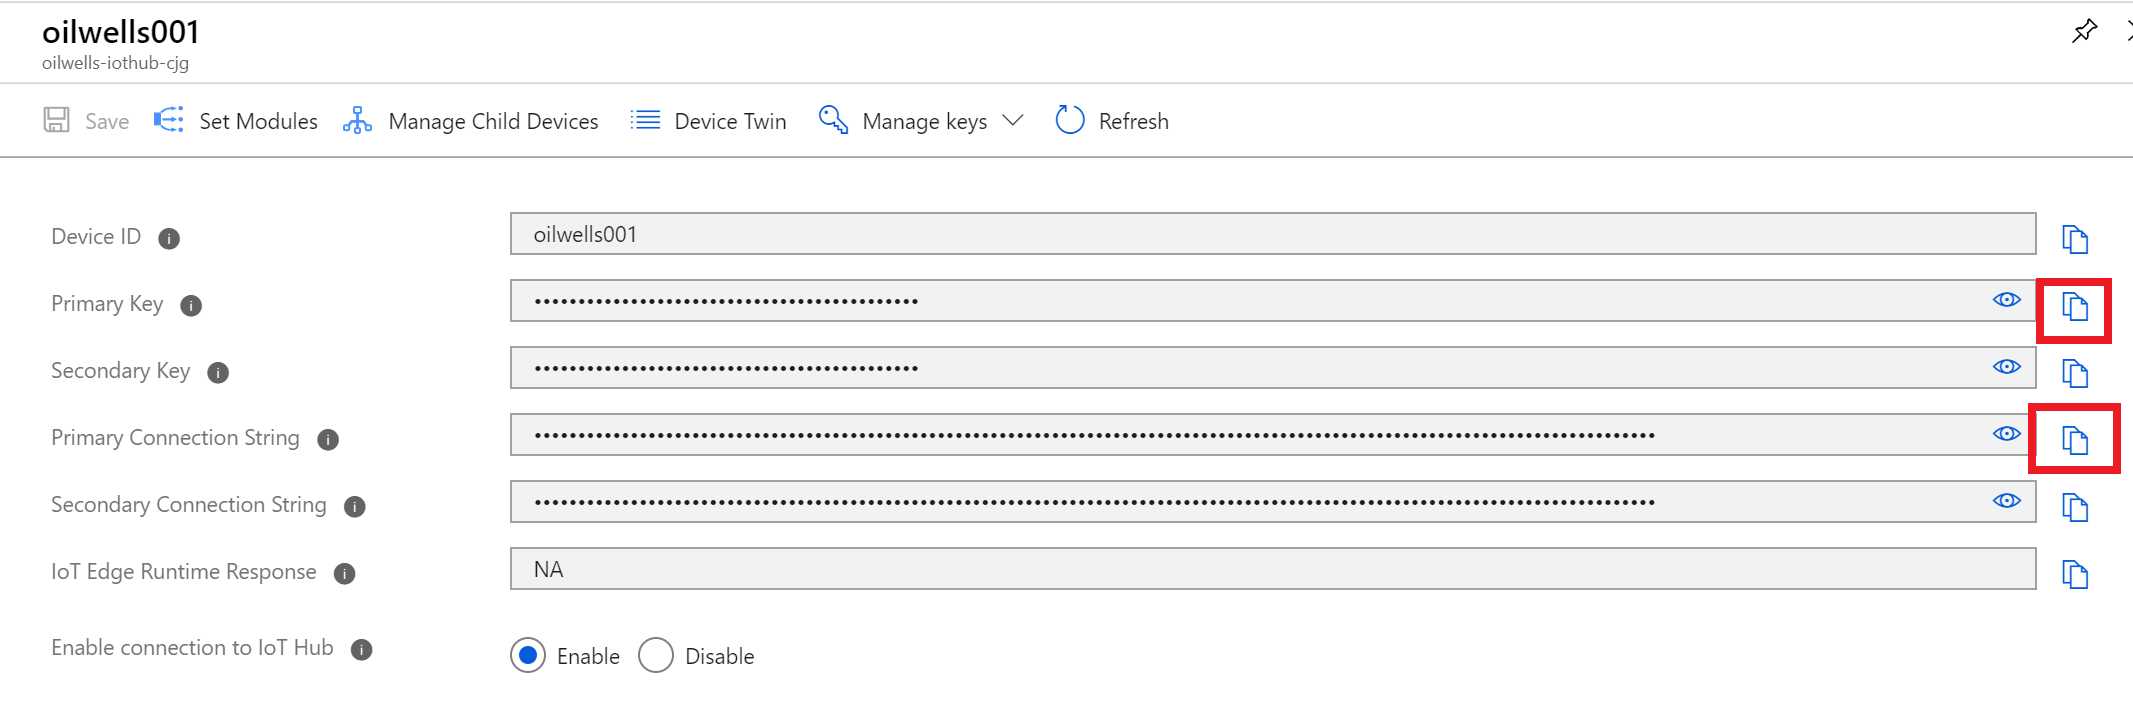 oilwells001
oilwells-iothub-cjg
Save Set Modules Manage Child Devices Device Twin Manage keys Refresh
Device ID i oilwells001
Primary Key i ••••••••••••••••••••••••••••••••••••••••••••
Secondary Key i ••••••••••••••••••••••••••••••••••••••••••••
Primary Connection String i
Secondary Connection String i
IoT Edge Runtime Response i NA
Enable connection to IoT Hub i Enable Disable